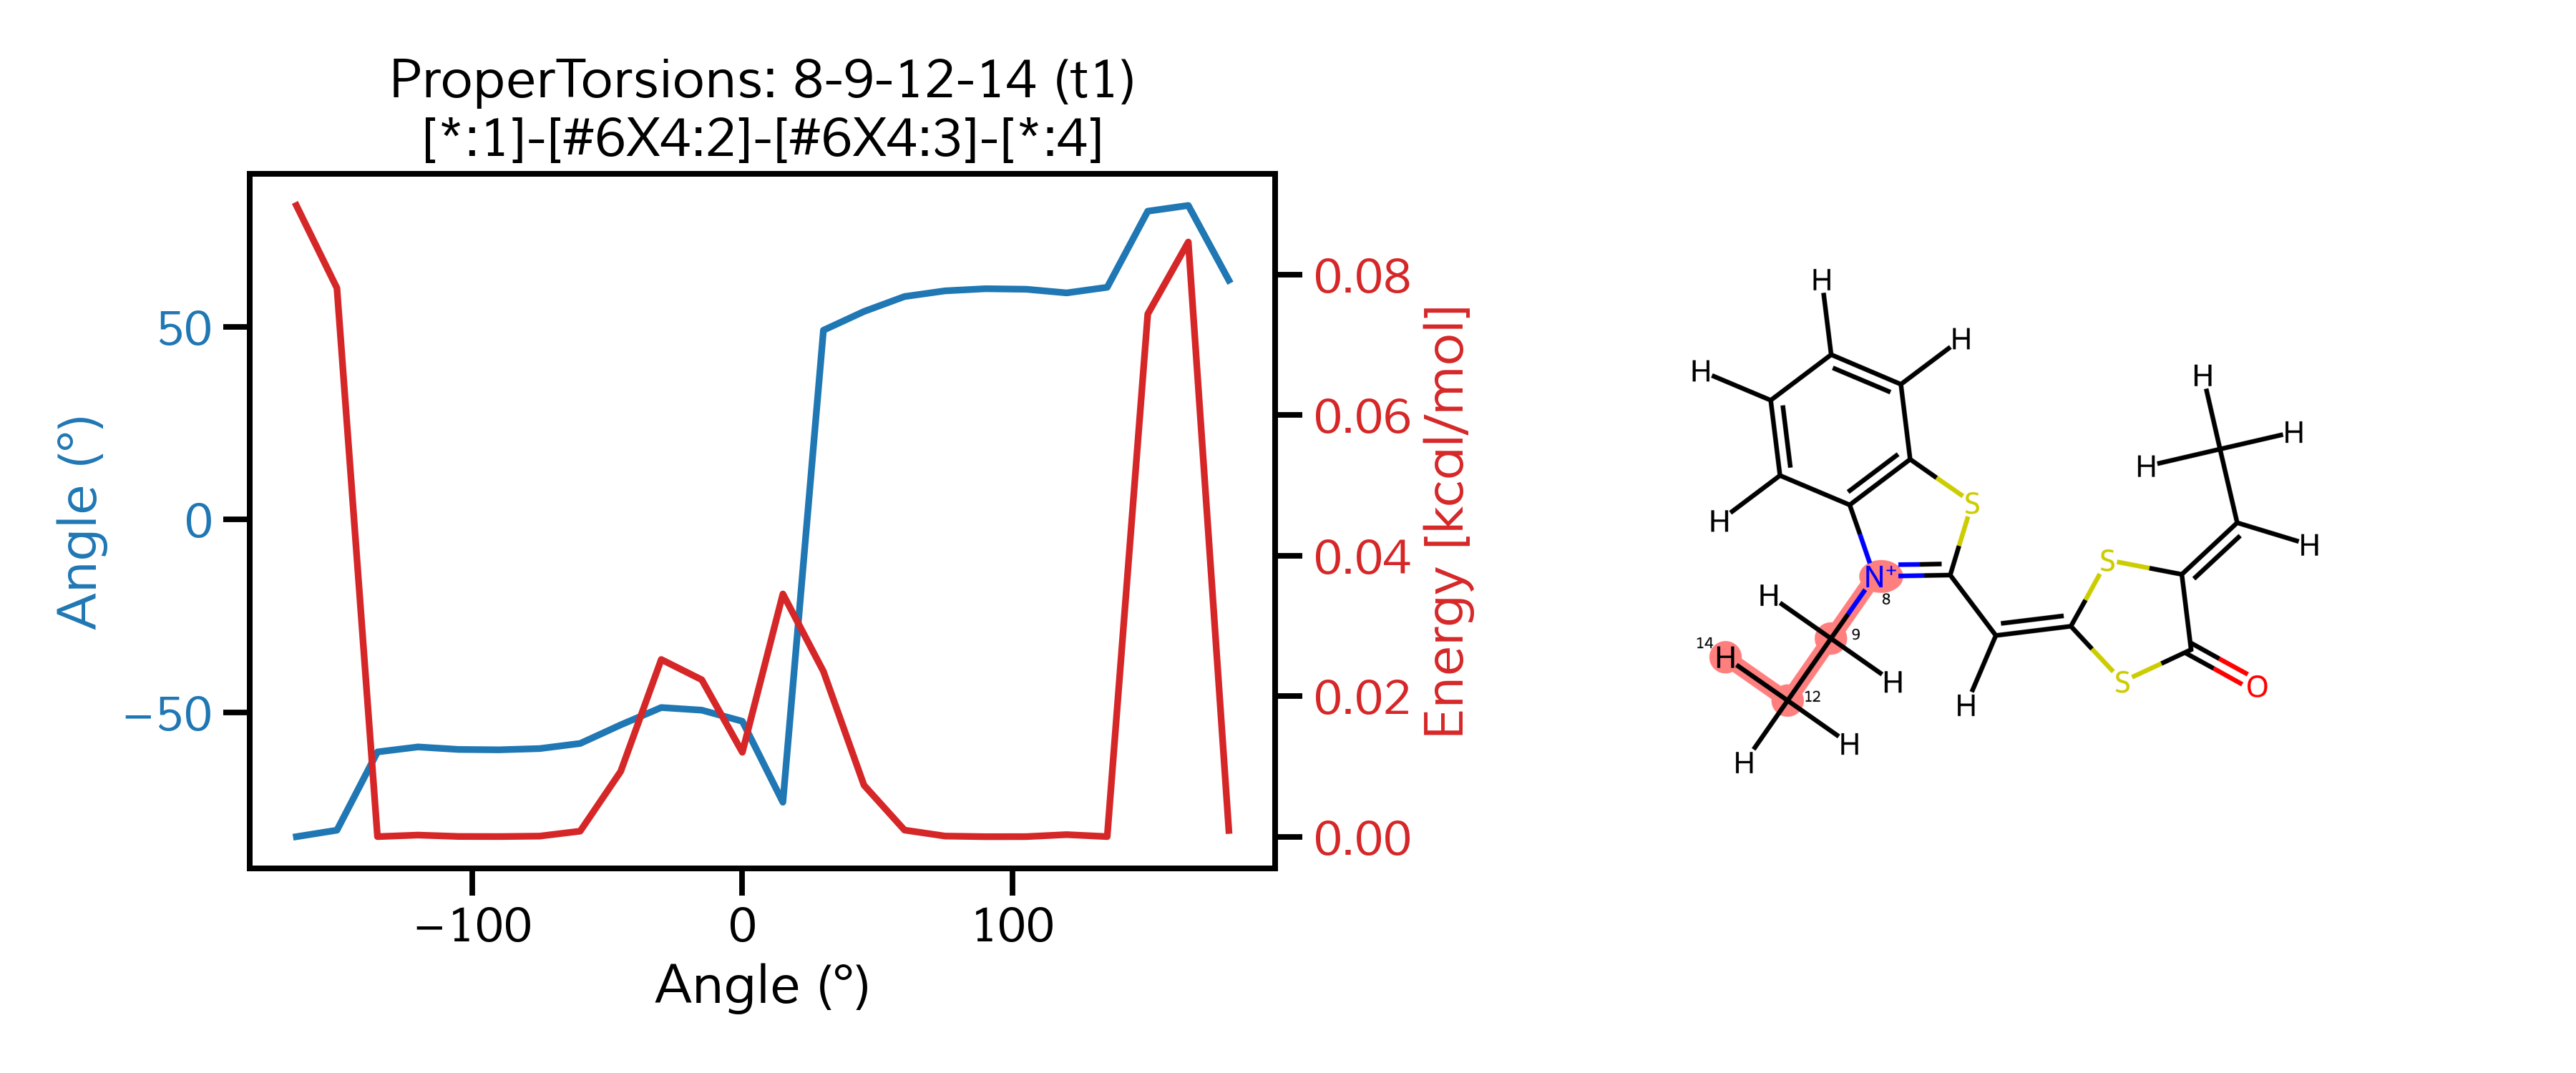 ProperTorsions: 8-9-12-14 (t1)
[*:1]-[#6X4:2]-[#6X4:3]-[*:4]
Angle (°)
50
0
−50
−100
0
100
Angle (°)
0.08
0.06
0.04
0.02
0.00
Energy [kcal/mol]
H
H
H
H
H
H
H
H
S
H
N+
8
S
H
9
14
H
H
12
S
O
H
H
H